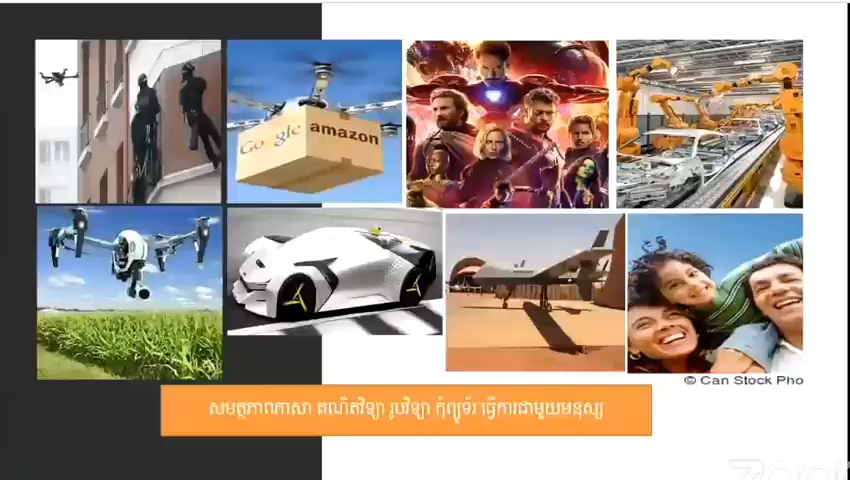 Google amazon
© Can Stock Pho
សមត្ថភាពភាសា គណិតវិទ្យា រូបវិទ្យា កុំព្យូទ័រ ធ្វើការជាមួយមនុស្ស
zoom